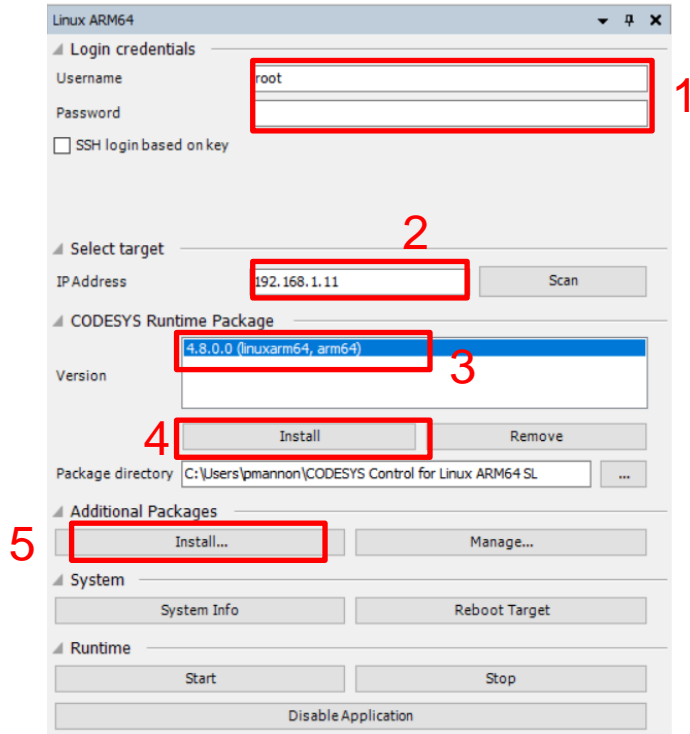 Linux ARM64
Login credentials
Username root
1
Password
SSH login based on key
2
Select target
IP Address 192.168.1.11 Scan
CODESYS Runtime Package
4.8.0.0 (linuxarm64, arm64)
3
Version
4 Install Remove
Package directory C:\Users\pmannon\CODESYS Control for Linux ARM64 SL ...
Additional Packages
5 Install... Manage...
System
System Info Reboot Target
Runtime
Start Stop
Disable Application